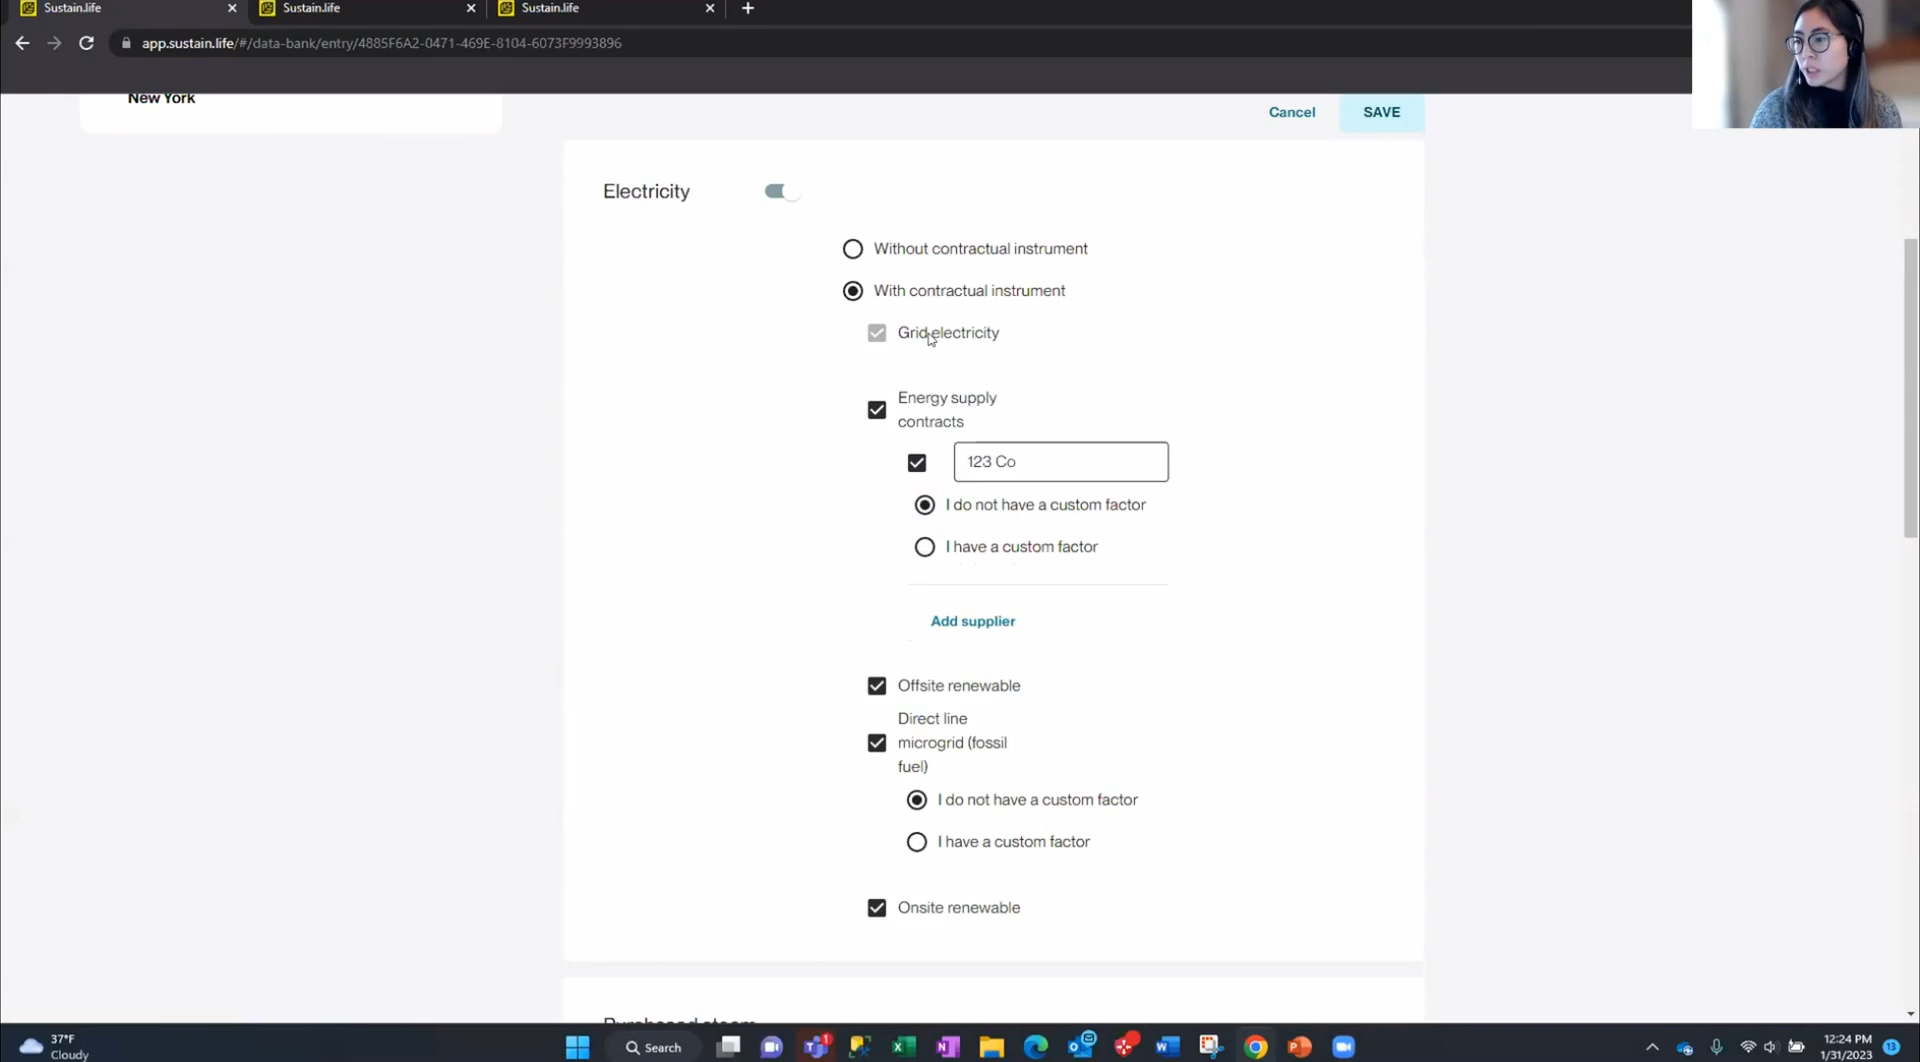 Sustain.life
Sustain.life
Sustain.life
app.sustain.life/#/data-bank/entry/4885F6A2-0471-469E-8104-6073F9993896
New York
Cancel
SAVE
Electricity
Without contractual instrument
With contractual instrument
Grid electricity
Energy supply
contracts
123 Co
I do not have a custom factor
I have a custom factor
Add supplier
Offsite renewable
Direct line
microgrid (fossil
fuel)
I do not have a custom factor
I have a custom factor
Onsite renewable
Purchased steam
37°F
Cloudy
Search
12:24 PM
1/31/2023
13